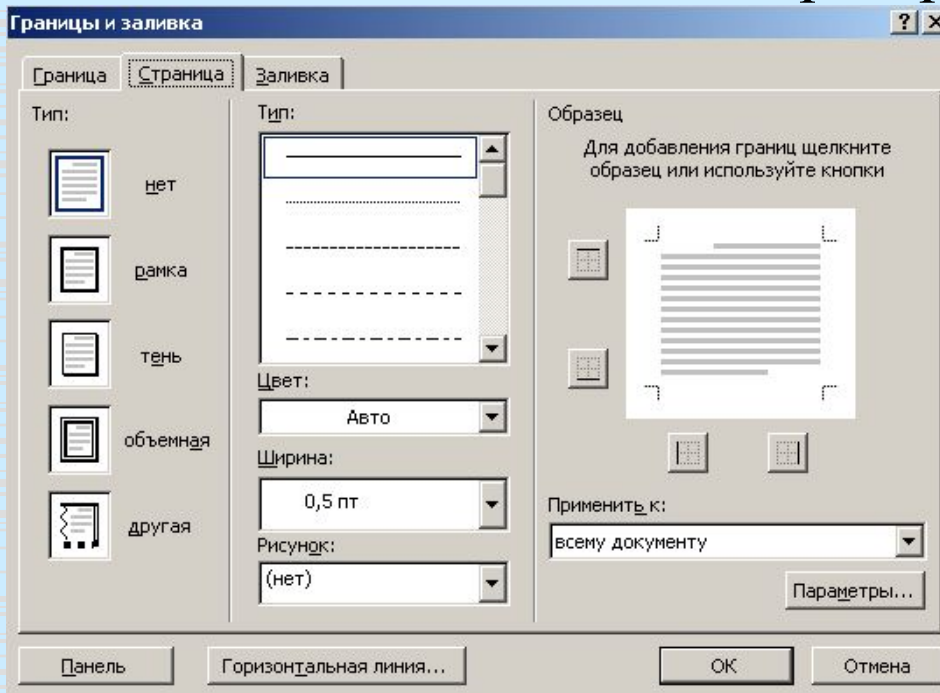 Границы и заливка
Граница Страница Заливка
Тип:
нет
рамка
тень
объемная
другая
Тип:
Цвет:
Авто
Ширина:
0,5 пт
Рисунок:
(нет)
Образец
Для добавления границ щелкните
образец или используйте кнопки
Применить к:
всему документу
Параметры...
Панель Горизонтальная линия... ОК Отмена